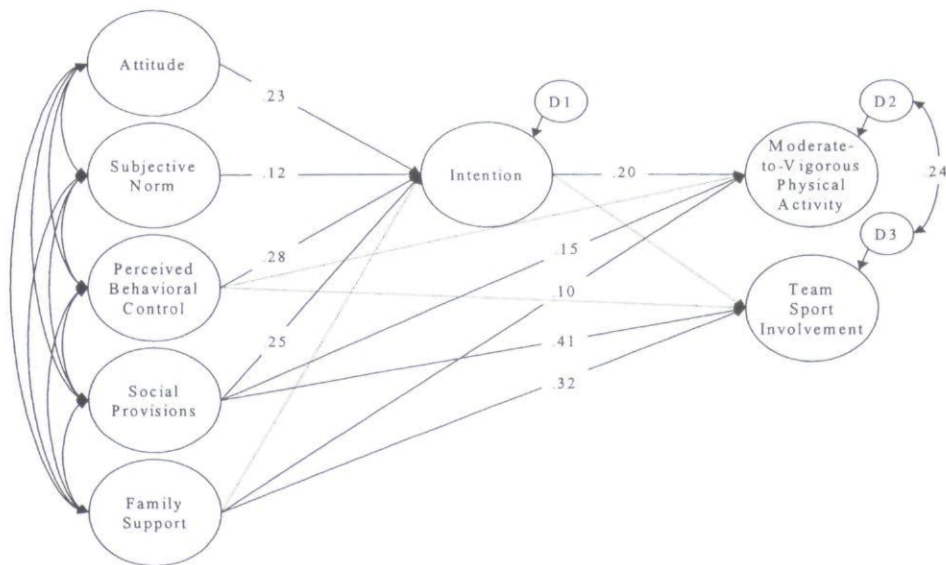 Attitude
.23
D1
D2
Subjective
Norm
.12
Intention
.20
Moderate-
to-Vigorous
Physical
Activity
.24
D3
Perceived
Behavioral
Control
.28
.15
.10
Team
Sport
Involvement
.25
.41
Social
Provisions
.32
Family
Support